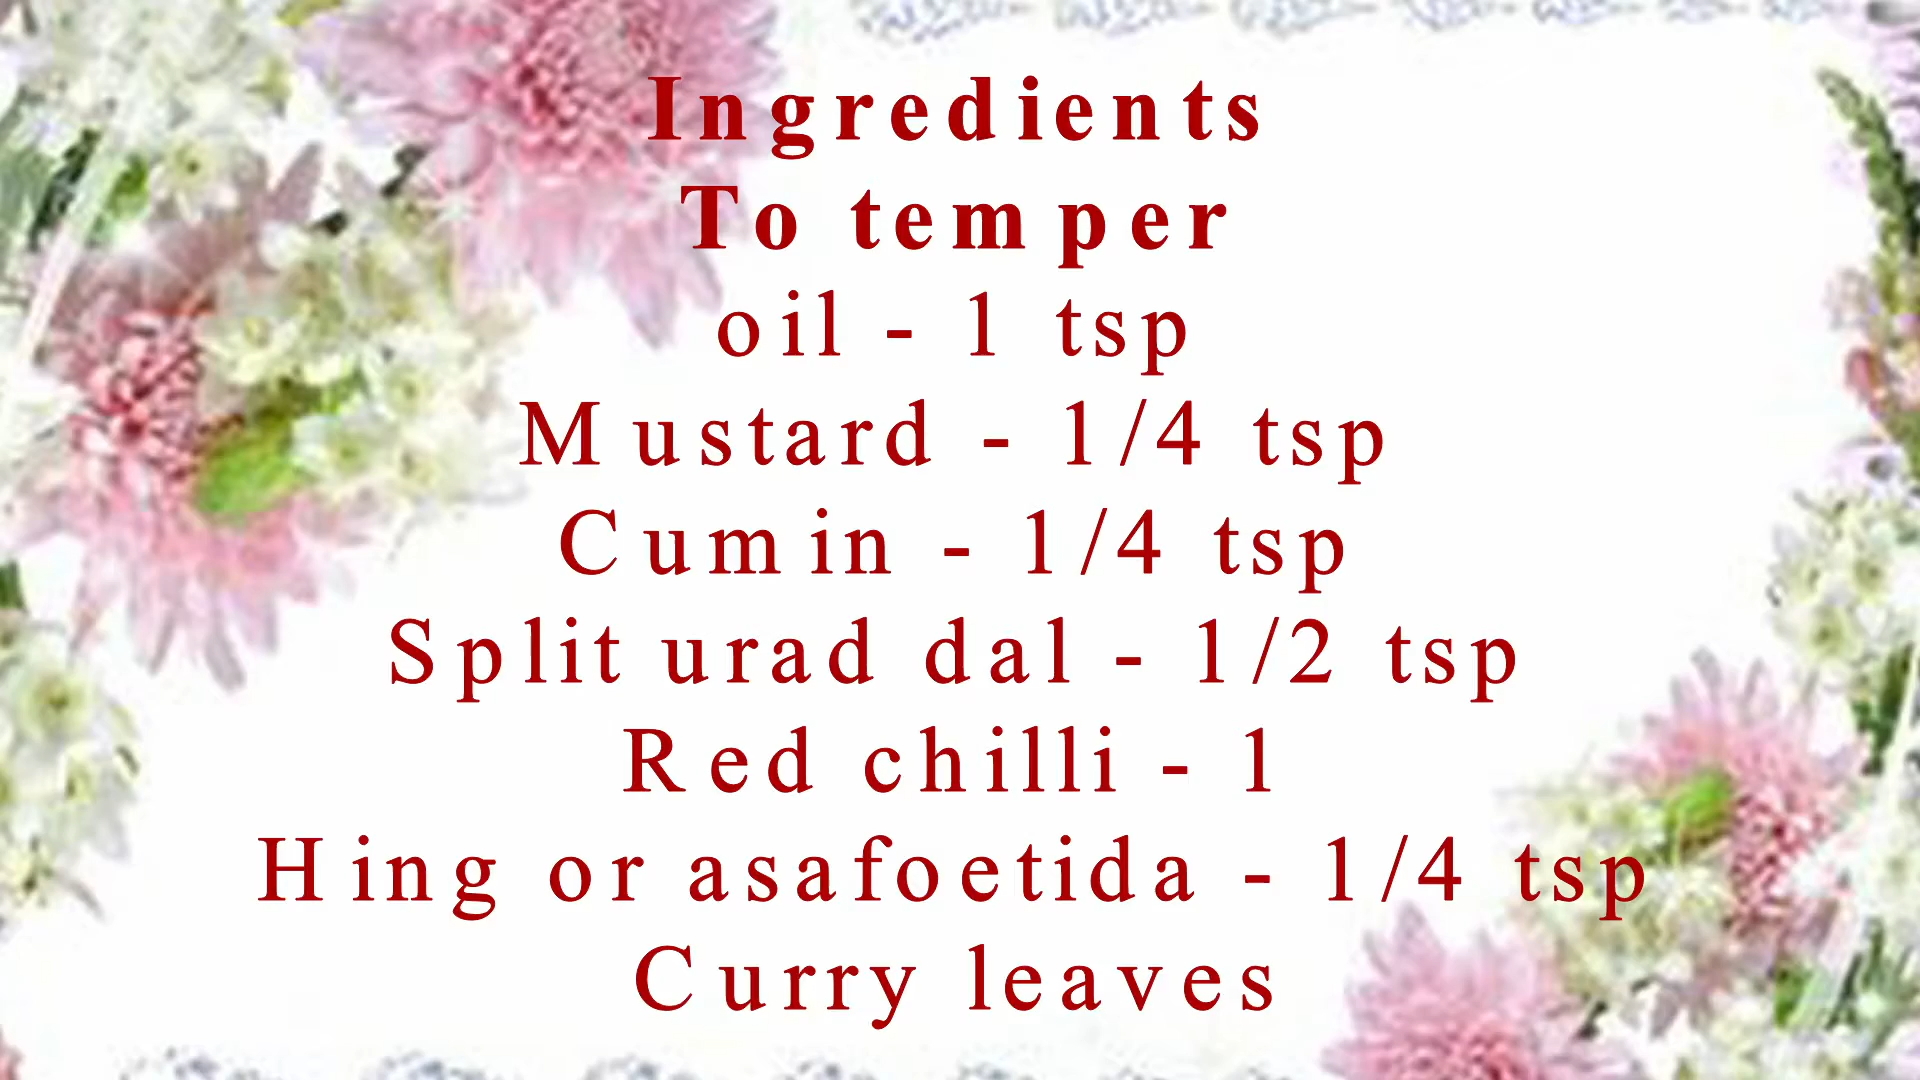 Ingredients
To temper
oil - 1 tsp
Mustard - 1/4 tsp
Cumin - 1/4 tsp
Split urad dal - 1/2 tsp
Red chilli - 1
Hing or asafoetida - 1/4 tsp
Curry leaves